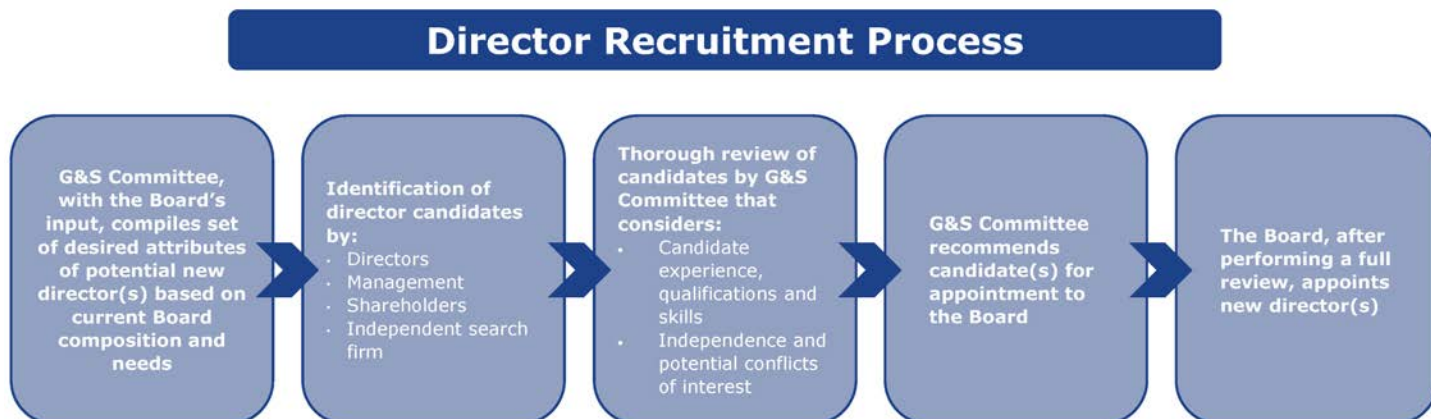 Director Recruitment Process
G&S Committee,
with the Board's
input, compiles set
of desired attributes
of potential new
director(s) based on
current Board
composition and
needs
Identification of
director candidates
by:
• Directors
• Management
• Shareholders
• Independent search
firm
Thorough review of
candidates by G&S
Committee that
considers:
• Candidate
experience,
qualifications and
skills
• Independence and
potential conflicts
of interest
G&S Committee
recommends
candidate(s) for
appointment to
the Board
The Board, after
performing a full
review, appoints
new director(s)